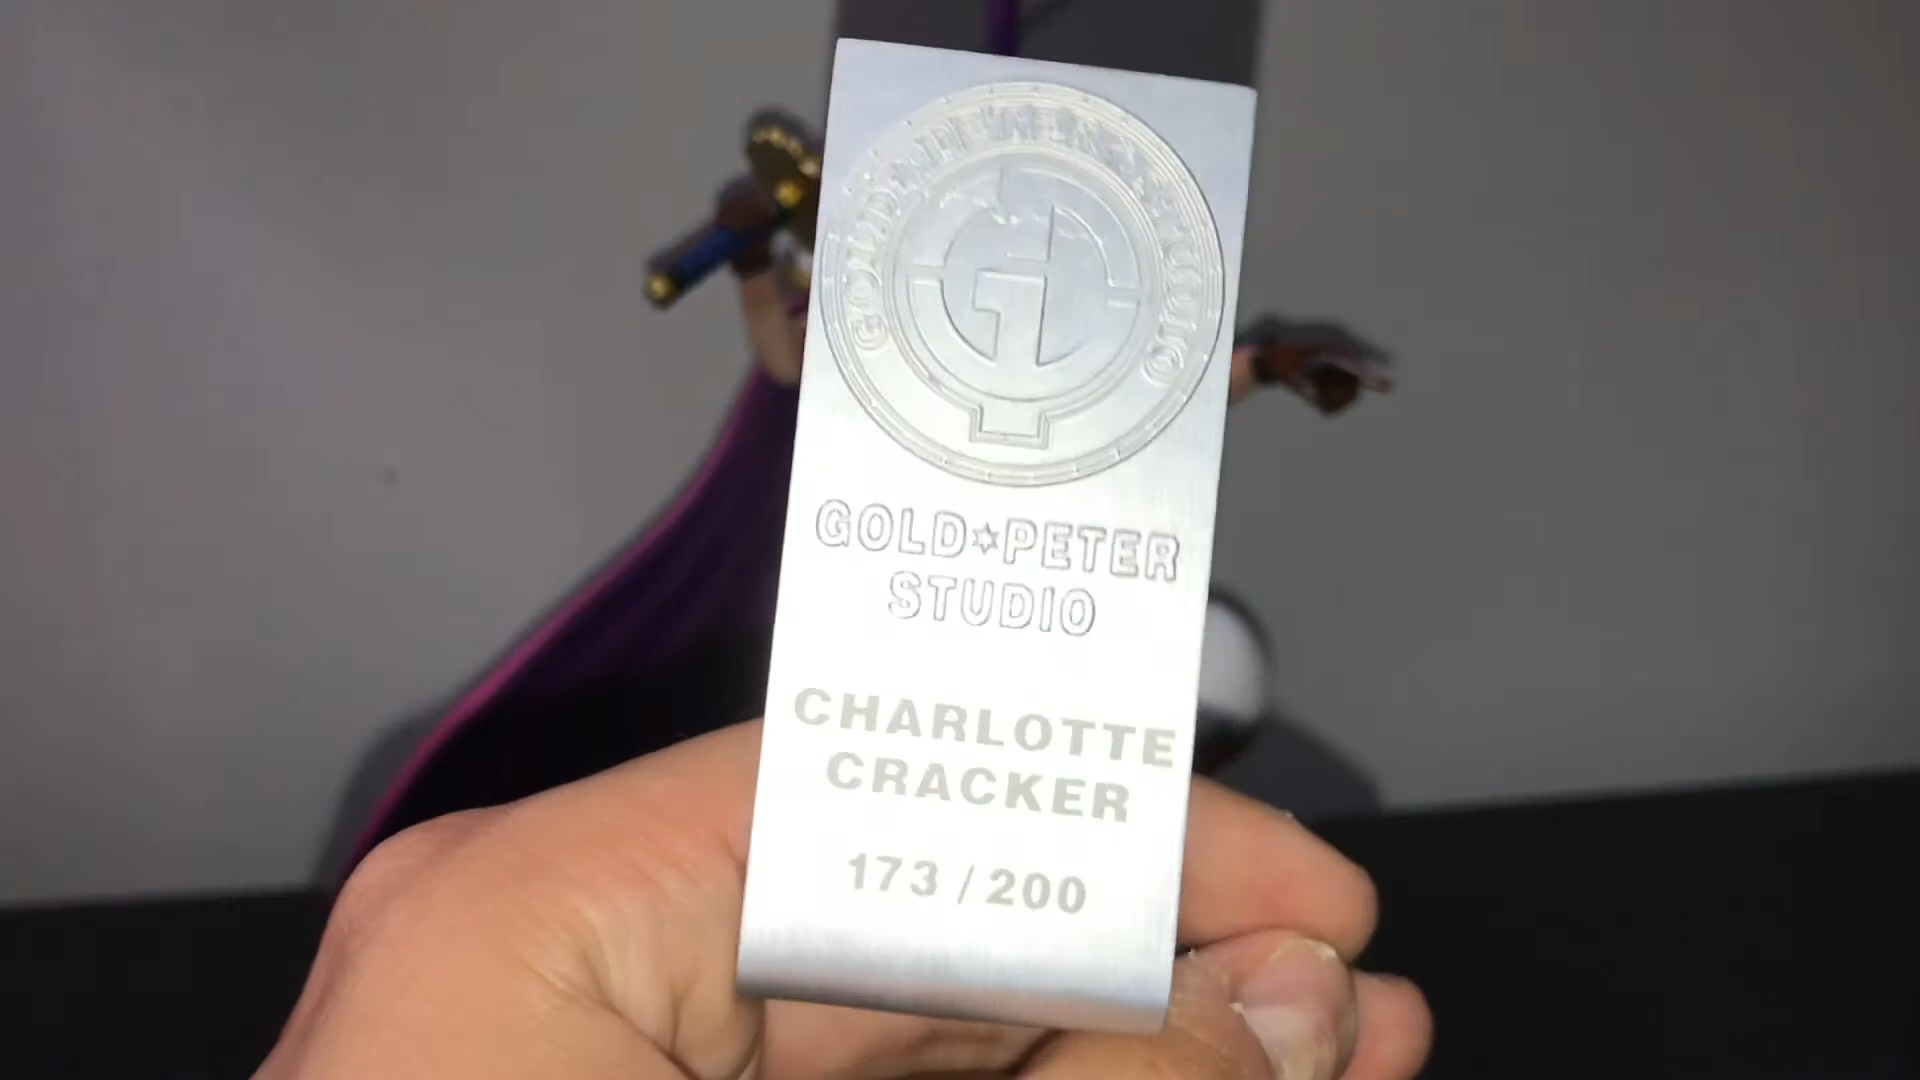 GOLD✶PETER
STUDIO
CHARLOTTE
CRACKER
173/200